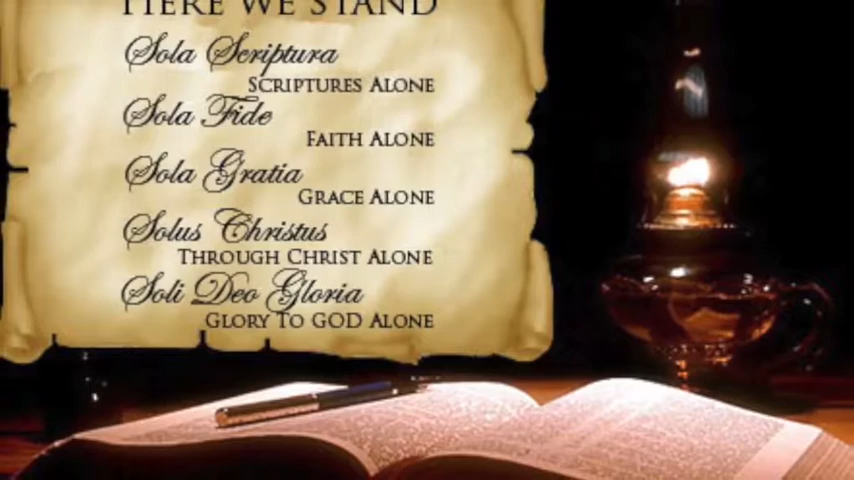 HERE WE STAND
Sola Scriptura
SCRIPTURES ALONE
Sola Fide
FAITH ALONE
Sola Gratia
GRACE ALONE
Solus Christus
THROUGH CHRIST ALONE
Soli Deo Gloria
GLORY TO GOD ALONE